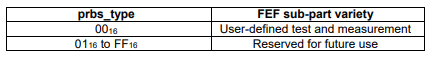 prbs_type FEF sub-part variety
00₁₆ User-defined test and measurement
01₁₆ to FF₁₆ Reserved for future use